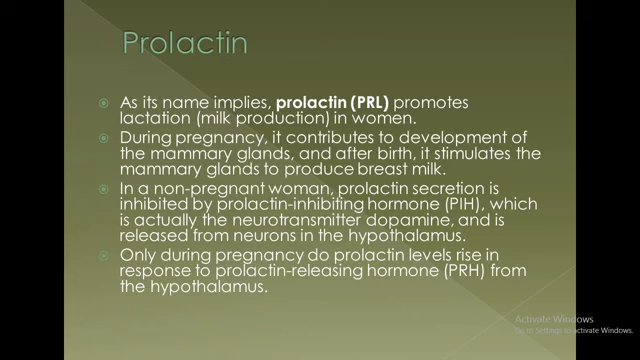 Prolactin
As its name implies, prolactin (PRL) promotes
lactation (milk production) in women.
During pregnancy, it contributes to development of
the mammary glands, and after birth, it stimulates the
mammary glands to produce breast milk.
In a non-pregnant woman, prolactin secretion is
inhibited by prolactin-inhibiting hormone (PIH), which
is actually the neurotransmitter dopamine, and is
released from neurons in the hypothalamus.
Only during pregnancy do prolactin levels rise in
response to prolactin-releasing hormone (PRH) from
the hypothalamus.
Activate Windows
Go to Settings to activate Windows.